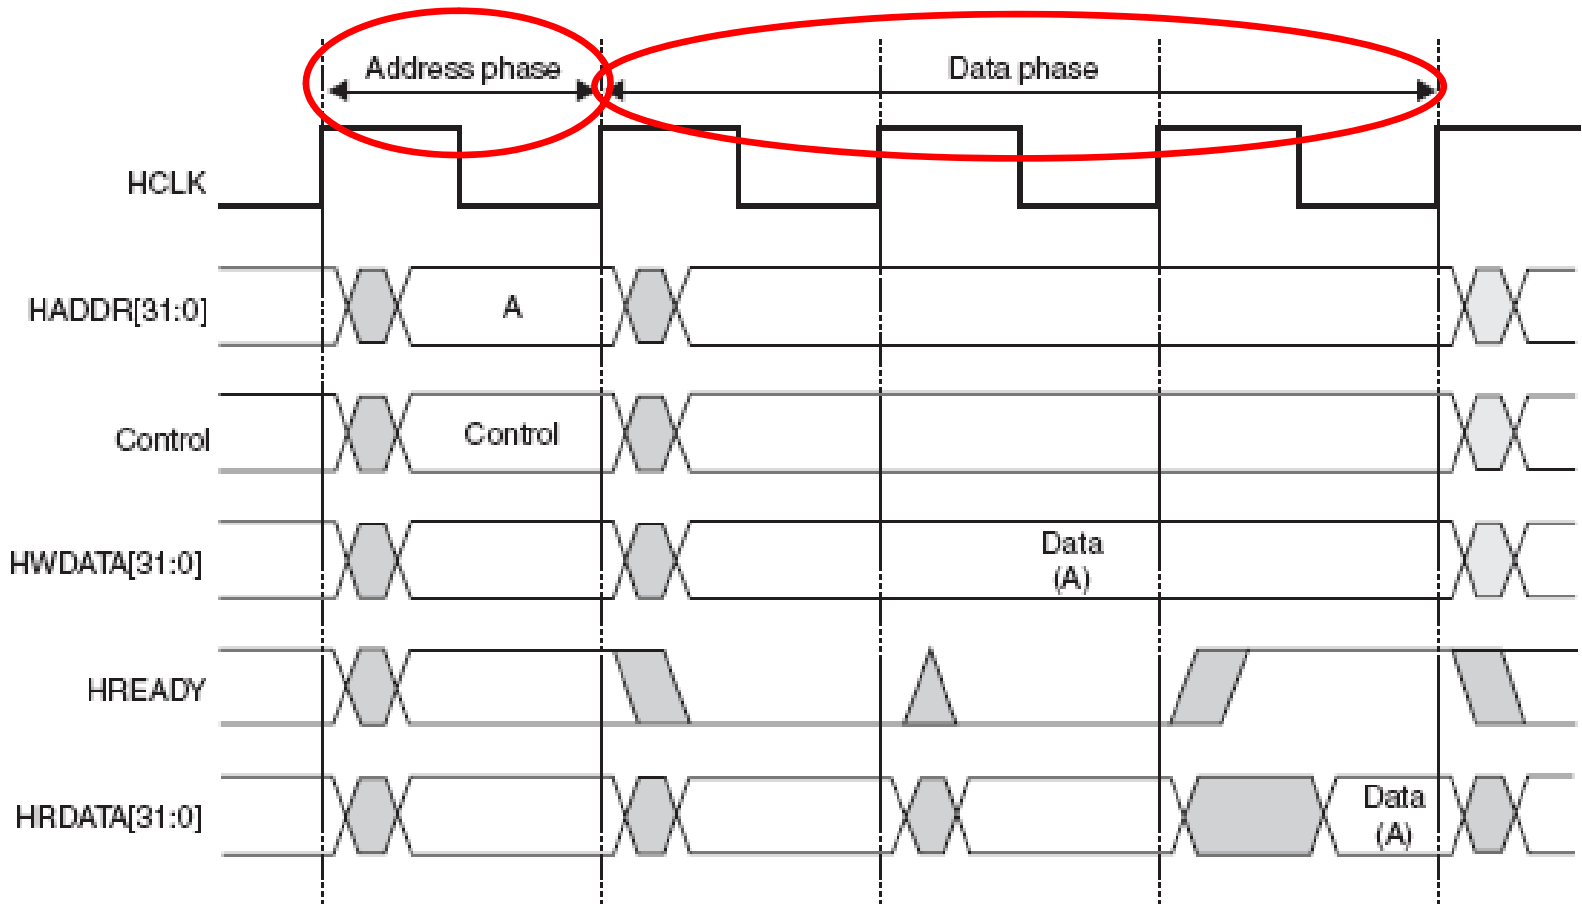 Address phase
Data phase
HCLK
HADDR[31:0]
A
Control
Control
HWDATA[31:0]
Data
(A)
HREADY
HRDATA[31:0]
Data
(A)